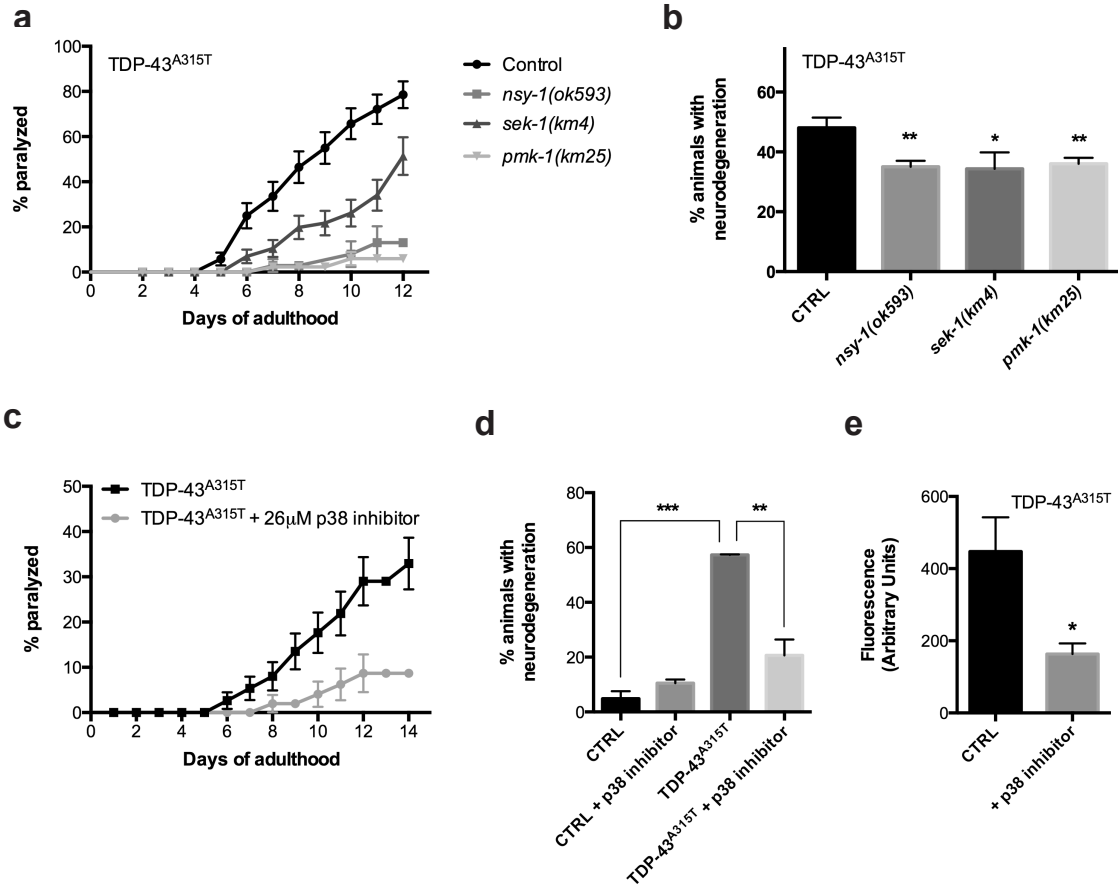 a
TDP-43A315T
% paralyzed
100
80
60
40
20
0
0 2 4 6 8 10 12
Days of adulthood
Control
nsy-1(ok593)
sek-1(km4)
pmk-1(km25)
b
TDP-43A315T
% animals with
neurodegeneration
60
40
20
0
** * **
CTRL
nsy-1(ok593)
sek-1(km4)
pmk-1(km25)
c
TDP-43A315T
TDP-43A315T + 26µM p38 inhibitor
% paralyzed
50
40
30
20
10
0
0 2 4 6 8 10 12 14
Days of adulthood
d
% animals with
neurodegeneration
80
60
40
20
0
*** **
CTRL
CTRL + p38 inhibitor
TDP-43A315T
TDP-43A315T + p38 inhibitor
e
TDP-43A315T
Fluorescence
(Arbitrary Units)
600
400
200
0
*
CTRL
+ p38 inhibitor